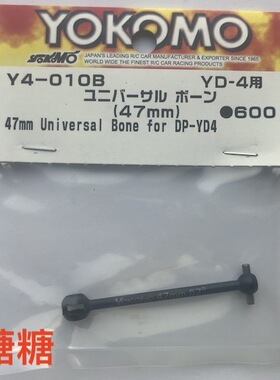 YOKOMO
YOKOMO
JAPAN'S LEADING R/C CAR MANUFACTURER AND EXPORTER SINCE 1965
WIDE THE FINEST R/C CAR RACING PRODUCTS
Y4-010B
YD-4用
ユニバーサル ボーン
(47mm)
●600
47mm Universal Bone for DP-YD4
糖糖